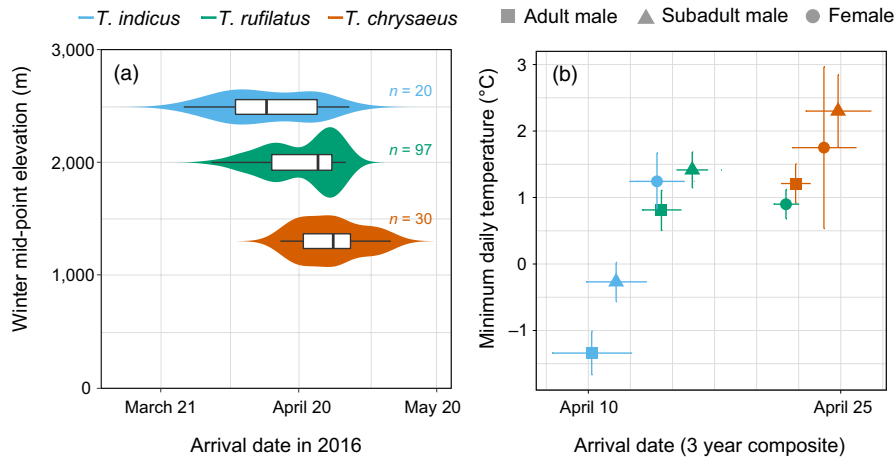 T. indicus T. rufilatus T. chrysaeus
Adult male Subadult male Female
(a)
Winter mid-point elevation (m)
3,000
2,000
1,000
0
n = 20
n = 97
n = 30
March 21 April 20 May 20
Arrival date in 2016
(b)
Minimum daily temperature (°C)
3
2
1
0
−1
April 10 April 25
Arrival date (3 year composite)